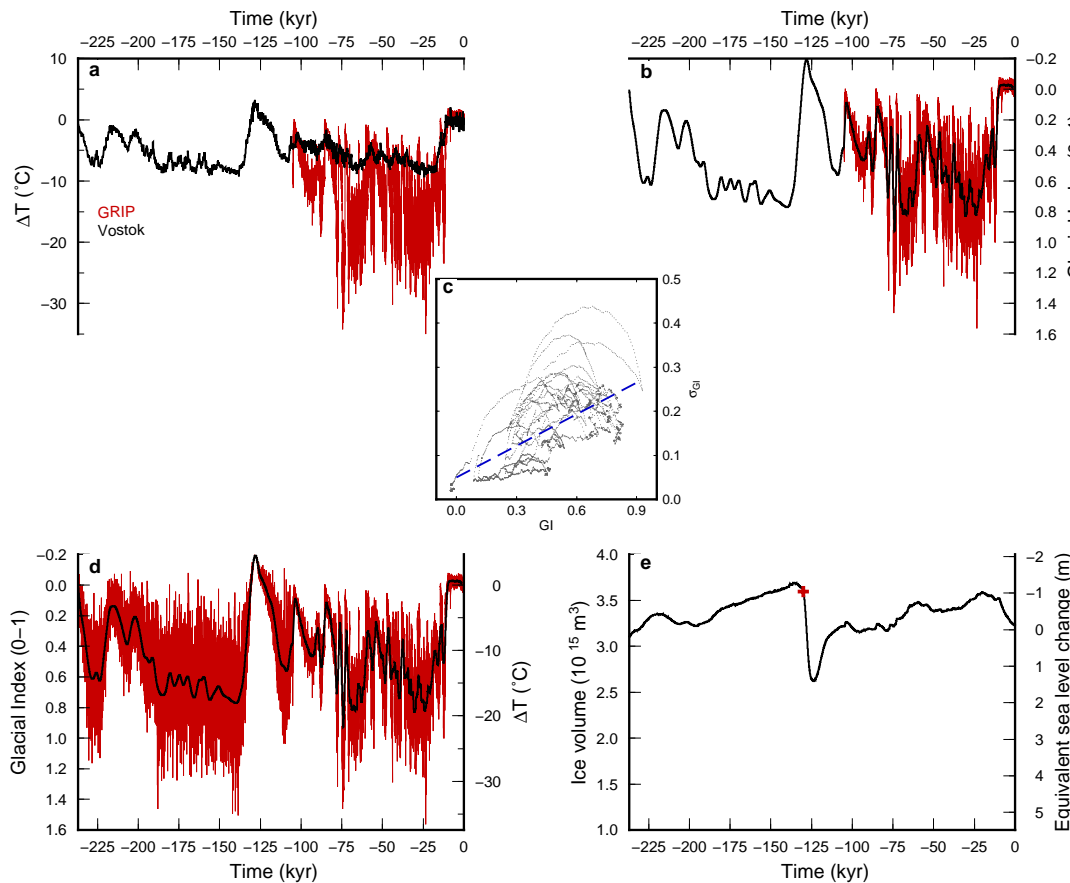 Time (kyr)
−225 −200 −175 −150 −125 −100 −75 −50 −25 0
a
10
0
−10
−20
−30
ΔT (˚C)
GRIP
Vostok
Time (kyr)
−225 −200 −175 −150 −125 −100 −75 −50 −25 0
b
−0.2
0.0
0.2
0.4
0.6
0.8
1.0
1.2
1.4
1.6
c
0.5
0.4
0.3
0.2
0.1
0.0
σGI
0.0 0.3 0.6 0.9
GI
d
−0.2
0.0
0.2
0.4
0.6
0.8
1.0
1.2
1.4
1.6
Glacial Index (0−1)
0
−10
−20
−30
ΔT (˚C)
−225 −200 −175 −150 −125 −100 −75 −50 −25 0
Time (kyr)
e
4.0
3.5
3.0
2.5
2.0
1.5
1.0
Ice volume (10 15 m3)
−2
−1
0
1
2
3
4
5
Equivalent sea level change (m)
−225 −200 −175 −150 −125 −100 −75 −50 −25 0
Time (kyr)